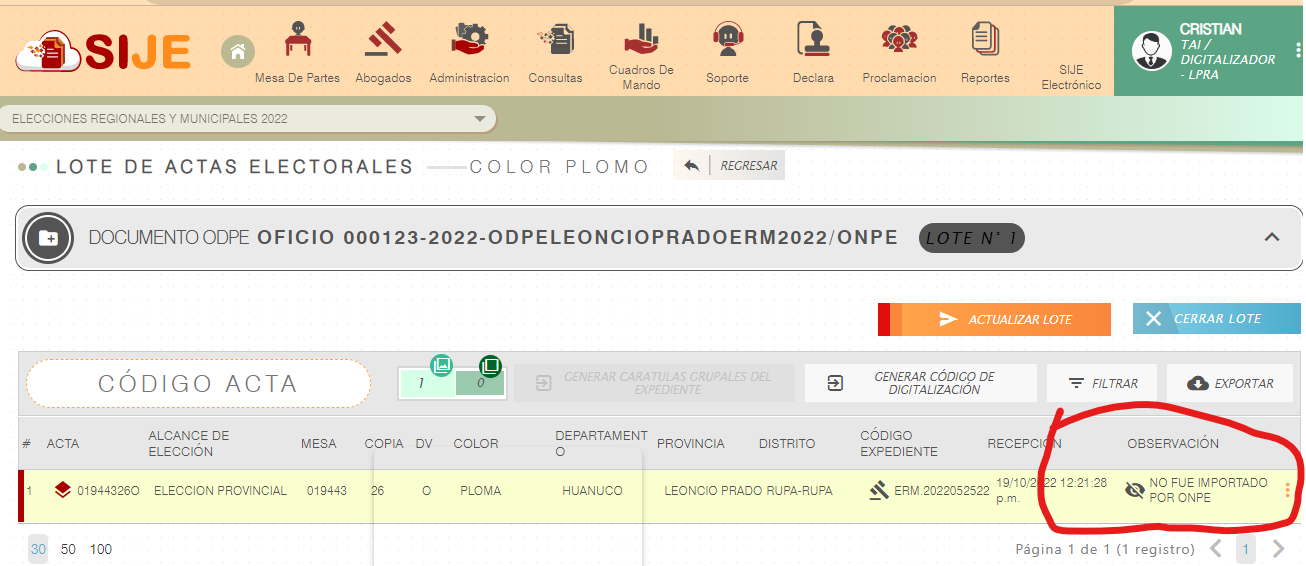 SIJE
Mesa De Partes
Abogados
Administracion
Consultas
Cuadros De
Mando
Soporte
Declara
Proclamacion
Reportes
SIJE
Electrónico
CRISTIAN
TAI /
DIGITALIZADOR
- LPRA
ELECCIONES REGIONALES Y MUNICIPALES 2022
LOTE DE ACTAS ELECTORALES
COLOR PLOMO
REGRESAR
DOCUMENTO ODPE OFICIO 000123-2022-ODPELEONCIOPRADOERM2022/ONPE LOTE N° 1
ACTUALIZAR LOTE
CERRAR LOTE
CÓDIGO ACTA
1 0
GENERAR CARATULAS GRUPALES DEL
EXPEDIENTE
GENERAR CÓDIGO DE
DIGITALIZACIÓN
FILTRAR
EXPORTAR
# ACTA
ALCANCE DE
ELECCIÓN
MESA COPIA DV COLOR
DEPARTAMENT
O
PROVINCIA DISTRITO
CÓDIGO
EXPEDIENTE
RECEPCIÓN OBSERVACIÓN
1 01944326O ELECCION PROVINCIAL 019443 26 O PLOMA HUANUCO LEONCIO PRADO RUPA-RUPA ERM.2022052522
19/10/2022 12:21:28
p.m.
NO FUE IMPORTADO
POR ONPE
30 50 100
Página 1 de 1 (1 registro) 1